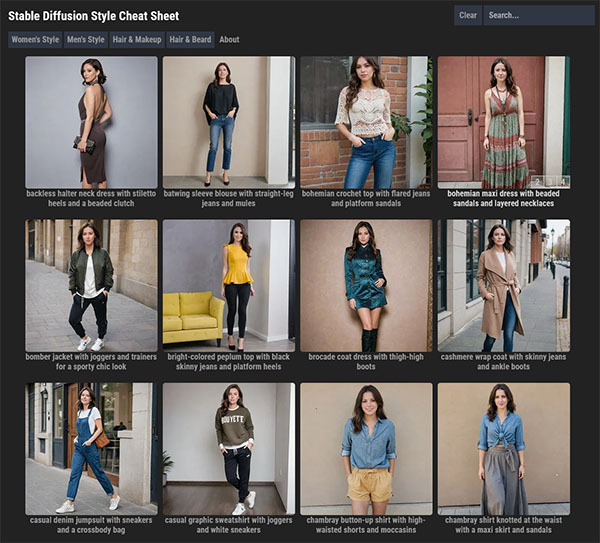 Stable Diffusion Style Cheat Sheet
Clear
Search...
Women's Style
Men's Style
Hair & Makeup
Hair & Beard
About
backless halter neck dress with stiletto
heels and a beaded clutch
batwing sleeve blouse with straight-leg
jeans and mules
bohemian crochet top with flared jeans
and platform sandals
2
4
bohemian maxi dress with beaded
sandals and layered necklaces
bomber jacket with joggers and trainers
for a sporty chic look
bright-colored peplum top with black
skinny jeans and platform heels
brocade coat dress with thigh-high
boots
cashmere wrap coat with skinny jeans
and ankle boots
casual denim jumpsuit with sneakers
and a crossbody bag
casual graphic sweatshirt with joggers
and white sneakers
chambray button-up shirt with high-
waisted shorts and moccasins
chambray shirt knotted at the waist
with a maxi skirt and sandals